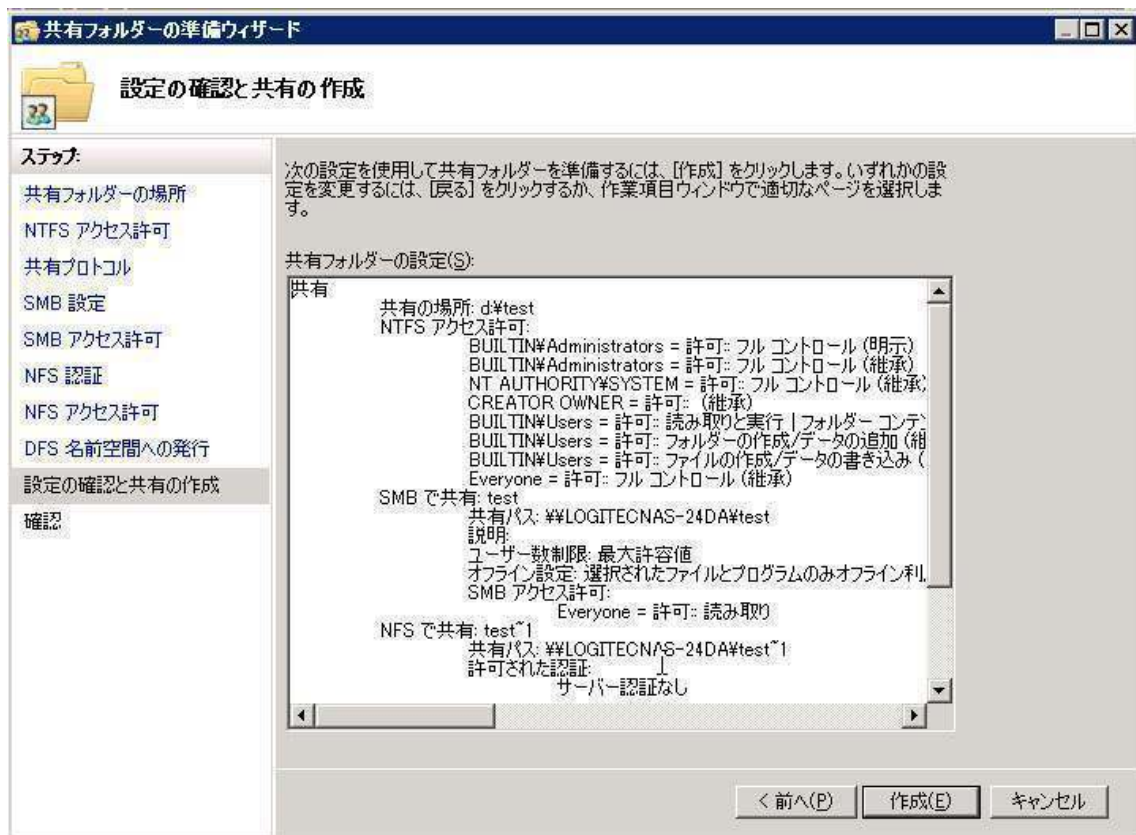 共有フォルダーの準備ウィザード
設定の確認と共有の作成
ステップ:
共有フォルダーの場所
NTFS アクセス許可
共有プロトコル
SMB 設定
SMB アクセス許可
NFS 認証
NFS アクセス許可
DFS 名前空間への発行
設定の確認と共有の作成
確認
次の設定を使用して共有フォルダーを準備するには、[作成] をクリックします。いずれかの設
定を変更するには、[戻る] をクリックするか、作業項目ウィンドウで適切なページを選択しま
す。
共有フォルダーの設定(S):
共有
共有の場所: d¥test
NTFS アクセス許可:
BUILTIN¥Administrators = 許可:: フル コントロール (明示)
BUILTIN¥Administrators = 許可:: フル コントロール (継承)
NT AUTHORITY¥SYSTEM = 許可:: フル コントロール (継承)
CREATOR OWNER = 許可:: (継承)
BUILTIN¥Users = 許可:: 読み取りと実行 | フォルダー コンテン
BUILTIN¥Users = 許可:: フォルダーの作成/データの追加 (継
BUILTIN¥Users = 許可:: ファイルの作成/データの書き込み (
Everyone = 許可:: フル コントロール (継承)
SMB で共有: test
共有パス: ¥¥LOGITECNAS-24DA¥test
説明:
ユーザー数制限: 最大許容値
オフライン設定: 選択されたファイルとプログラムのみオフライン利
SMB アクセス許可:
Everyone = 許可:: 読み取り
NFS で共有: test~1
共有パス: ¥¥LOGITECNAS-24DA¥test~1
許可された認証:
サーバー認証なし
< 前へ(P)
作成(E)
キャンセル